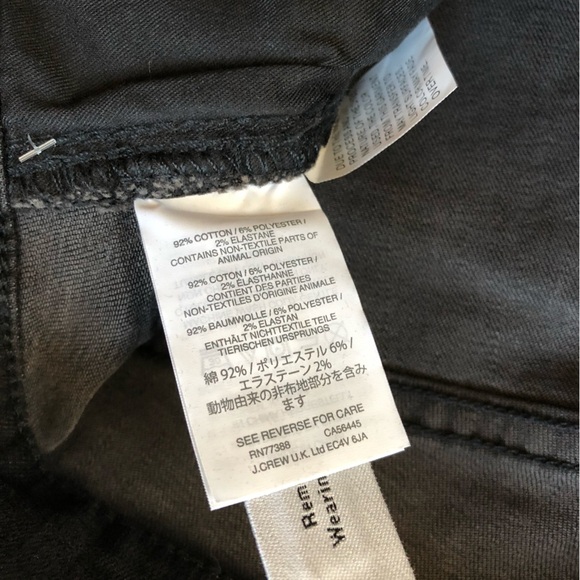 92% COTTON / 6% POLYESTER /
2% ELASTANE
CONTAINS NON-TEXTILE PARTS OF
ANIMAL ORIGIN
92% COTON / 6% POLYESTER /
2% ÉLASTHANNE
CONTIENT DES PARTIES
NON-TEXTILES D'ORIGINE ANIMALE
92% BAUMWOLLE / 6% POLYESTER /
2% ELASTAN
ENTHÄLT NICHTTEXTILE TEILE
TIERISCHEN URSPRUNGS
綿 92% / ポリエステル 6% /
エラステーン 2%
動物由来の非布地部分を含み
ます
SEE REVERSE FOR CARE
RN77388 CA56445
J.CREW U.K. Ltd EC4V 6JA
OVER TIME
Rem
Wearin